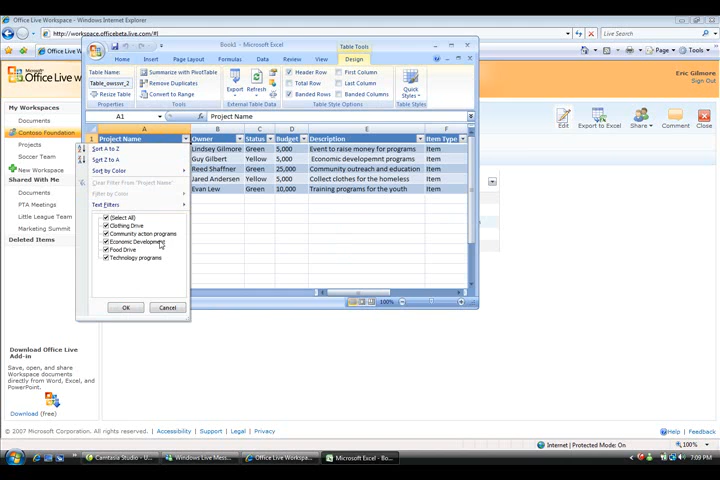 Office Live Workspace - Windows Internet Explorer
http://workspace.officebeta.live.com/#
Live Search
Office Live Wo
Page
Tools
Office Live
Workspace
Eric Gilmore
Sign Out
Book1 - Microsoft Excel
Table Tools
Home
Insert
Page Layout
Formulas
Data
Review
View
Design
Table Name:
Table_owssvr_2
Resize Table
Properties
Summarize with PivotTable
Remove Duplicates
Convert to Range
Tools
Export
Refresh
External Table Data
Header Row
Total Row
Banded Rows
First Column
Last Column
Banded Columns
Table Style Options
Quick
Styles
Table Styles
A1
Project Name
A B C D E F
1 Project Name Owner Status Budget Description Item Type
Lindsey Gilmore Green 5,000 Event to raise money for programs Item
Guy Gilbert Yellow 5,000 Economic developemnt programs Item
Reed Shaffner Green 25,000 Community outreach and education Item
Jared Andersen Yellow 5,000 Collect clothes for the homeless Item
Evan Lew Green 10,000 Training programs for the youth Item
Sort A to Z
Sort Z to A
Sort by Color
Clear Filter From "Project Name"
Filter by Color
Text Filters
(Select All)
Clothing Drive
Community action programs
Economic Development
Food Drive
Technology programs
OK
Cancel
100%
My Workspaces
Documents
Contoso Foundation
Projects
Soccer Team
New Workspace
Shared With Me
Documents
PTA Meetings
Little League Team
Marketing Summit
Deleted Items
Edit
Export to Excel
Share
Comment
Close
Download Office Live
Add-in
Save, open, and share
Workspace documents
directly from Word, Excel, and
PowerPoint.
Download (free)
© 2007 Microsoft Corporation. All rights reserved. | Accessibility | Support | Legal | Privacy
Help | Feedback
Internet | Protected Mode: On
100%
Camtasia Studio - U...
Windows Live Mess...
Office Live Workspa...
Microsoft Excel - Bo...
7:09 PM